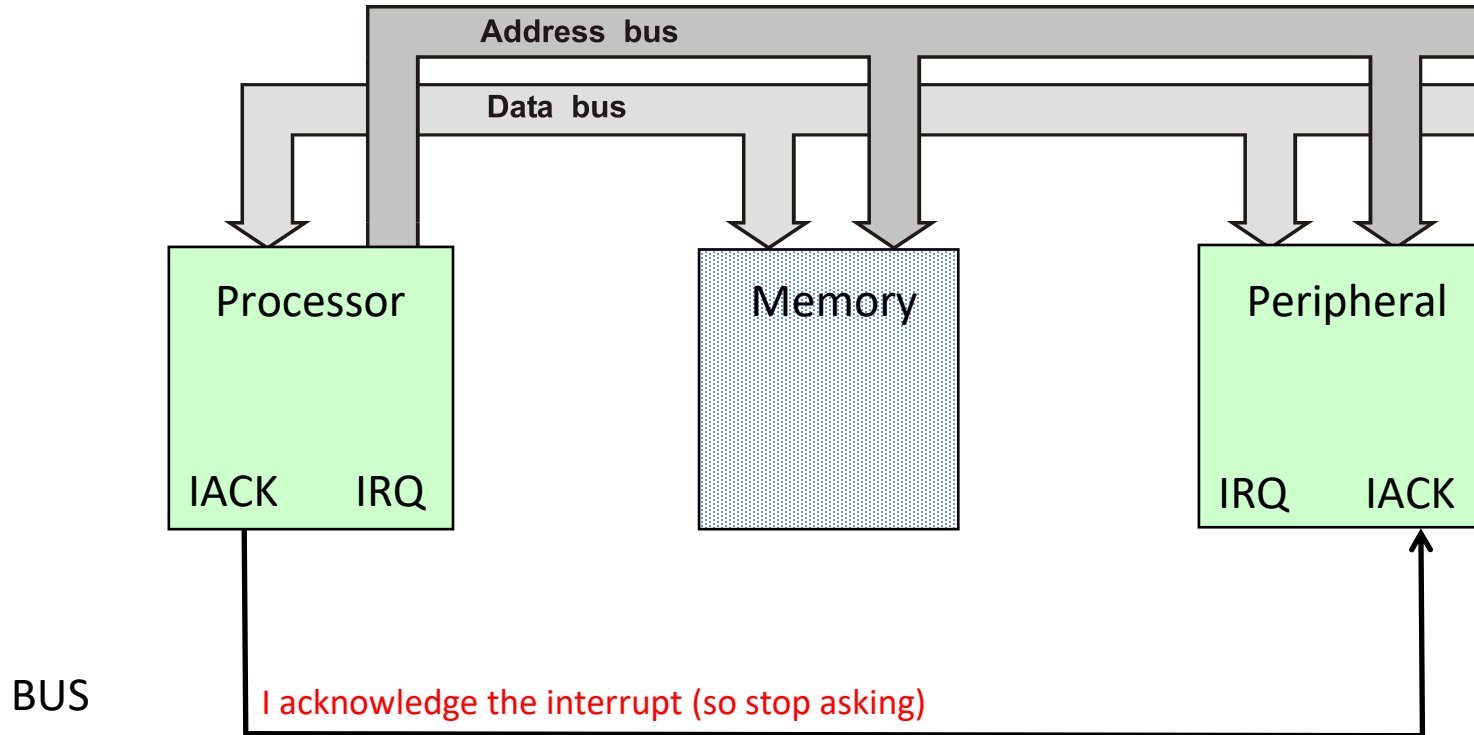 Address bus
Data bus
Processor
Memory
Peripheral
IACK IRQ
IRQ IACK
BUS
I acknowledge the interrupt (so stop asking)